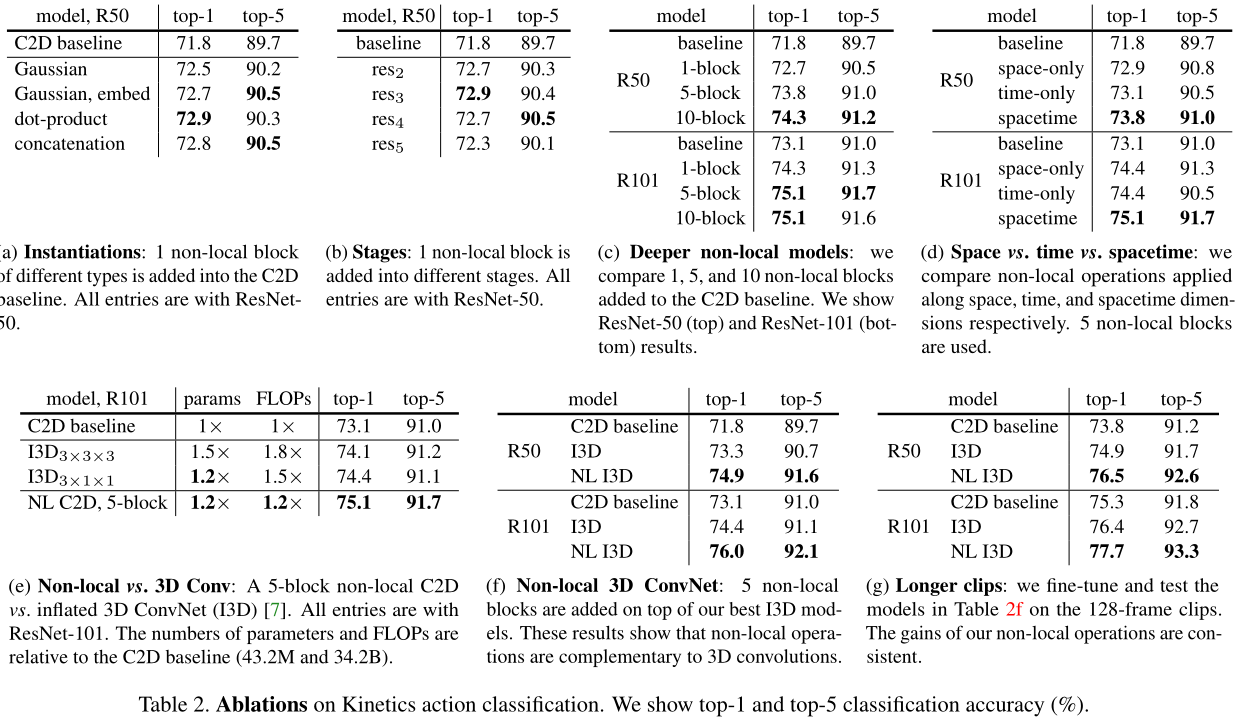 model, R50 top-1 top-5
C2D baseline 71.8 89.7
Gaussian 72.5 90.2
Gaussian, embed 72.7 90.5
dot-product 72.9 90.3
concatenation 72.8 90.5
(a) Instantiations: 1 non-local block
of different types is added into the C2D
baseline. All entries are with ResNet-
50.
model, R50 top-1 top-5
baseline 71.8 89.7
res2 72.7 90.3
res3 72.9 90.4
res4 72.7 90.5
res5 72.3 90.1
(b) Stages: 1 non-local block is
added into different stages. All
entries are with ResNet-50.
model top-1 top-5
baseline 71.8 89.7
R50 1-block 72.7 90.5
5-block 73.8 91.0
10-block 74.3 91.2
baseline 73.1 91.0
R101 1-block 74.3 91.3
5-block 75.1 91.7
10-block 75.1 91.6
(c) Deeper non-local models: we
compare 1, 5, and 10 non-local blocks
added to the C2D baseline. We show
ResNet-50 (top) and ResNet-101 (bot-
tom) results.
model top-1 top-5
baseline 71.8 89.7
R50 space-only 72.9 90.8
time-only 73.1 90.5
spacetime 73.8 91.0
baseline 73.1 91.0
R101 space-only 74.4 91.3
time-only 74.4 90.5
spacetime 75.1 91.7
(d) Space vs. time vs. spacetime: we
compare non-local operations applied
along space, time, and spacetime dimen-
sions respectively. 5 non-local blocks
are used.
model, R101 params FLOPs top-1 top-5
C2D baseline 1× 1× 73.1 91.0
I3D3×3×3 1.5× 1.8× 74.1 91.2
I3D3×1×1 1.2× 1.5× 74.4 91.1
NL C2D, 5-block 1.2× 1.2× 75.1 91.7
(e) Non-local vs. 3D Conv: A 5-block non-local C2D
vs. inflated 3D ConvNet (I3D) [7]. All entries are with
ResNet-101. The numbers of parameters and FLOPs are
relative to the C2D baseline (43.2M and 34.2B).
model top-1 top-5
C2D baseline 71.8 89.7
R50 I3D 73.3 90.7
NL I3D 74.9 91.6
C2D baseline 73.1 91.0
R101 I3D 74.4 91.1
NL I3D 76.0 92.1
(f) Non-local 3D ConvNet: 5 non-local
blocks are added on top of our best I3D mod-
els. These results show that non-local opera-
tions are complementary to 3D convolutions.
model top-1 top-5
C2D baseline 73.8 91.2
R50 I3D 74.9 91.7
NL I3D 76.5 92.6
C2D baseline 75.3 91.8
R101 I3D 76.4 92.7
NL I3D 77.7 93.3
(g) Longer clips: we fine-tune and test the
models in Table 2f on the 128-frame clips.
The gains of our non-local operations are con-
sistent.
Table 2. Ablations on Kinetics action classification. We show top-1 and top-5 classification accuracy (%).